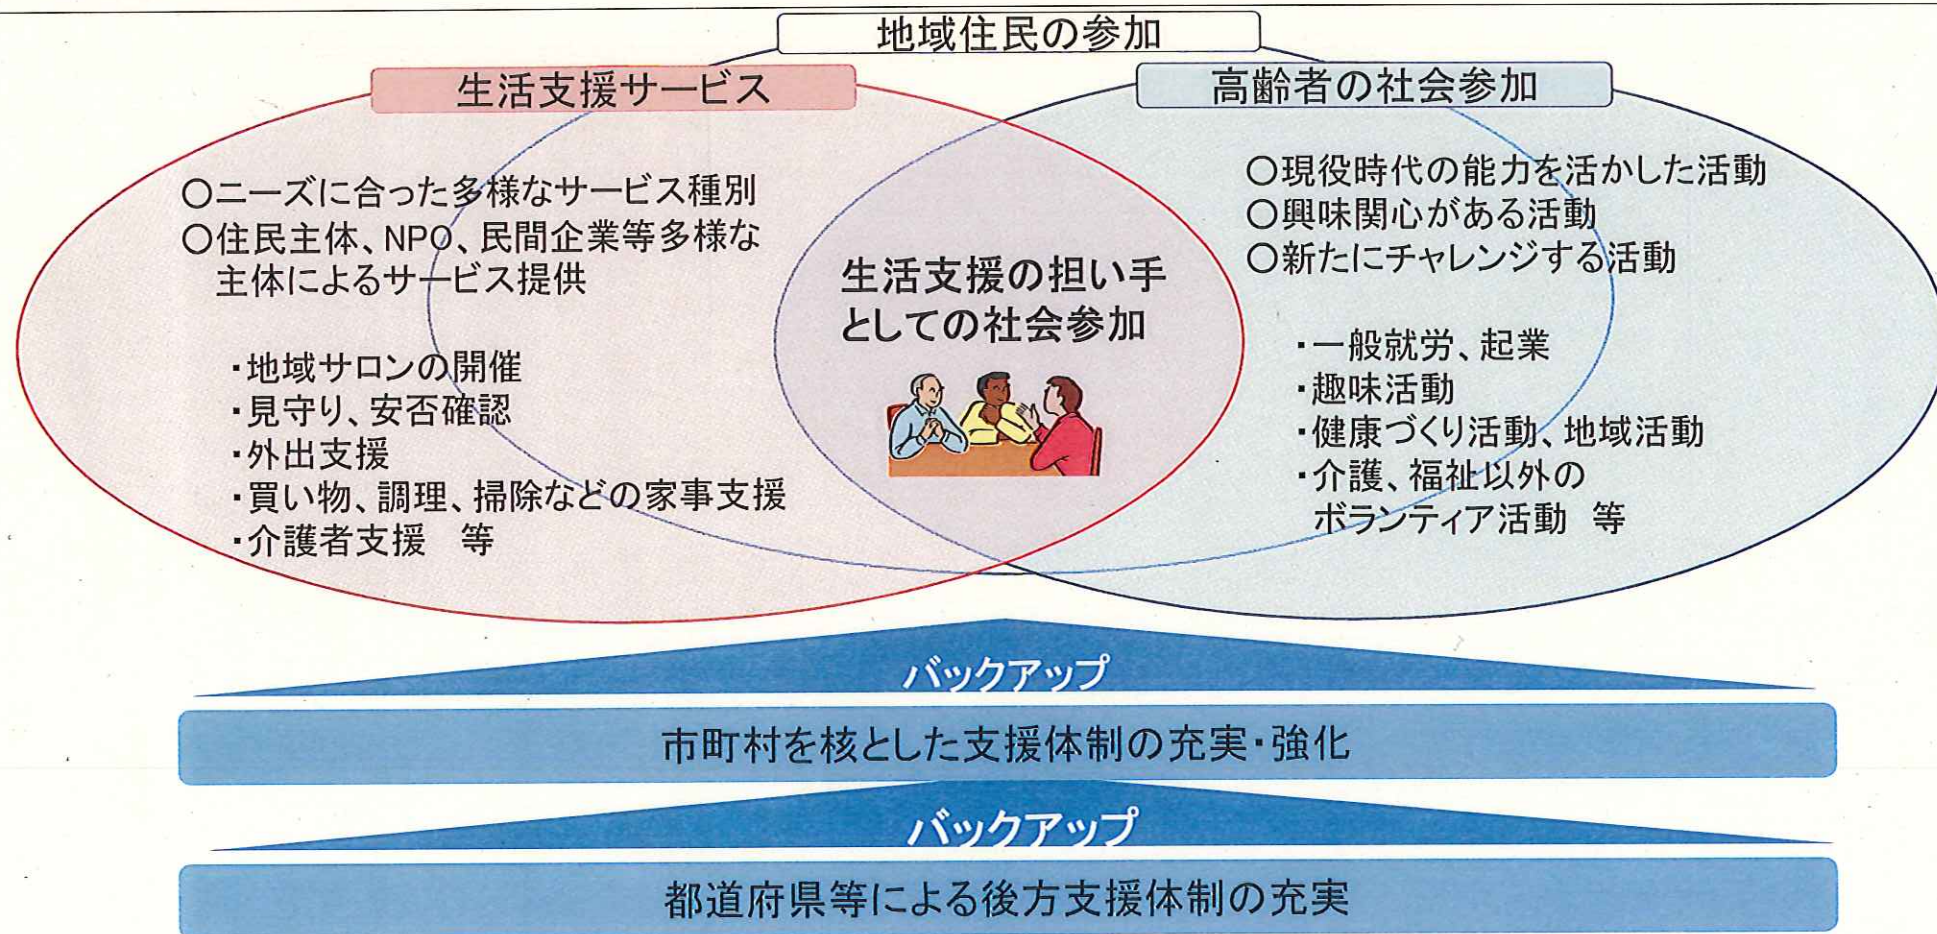 地域住民の参加
生活支援サービス
○ニーズに合った多様なサービス種別
○住民主体、NPO、民間企業等多様な
主体によるサービス提供
・地域サロンの開催
・見守り、安否確認
・外出支援
・買い物、調理、掃除などの家事支援
・介護者支援　等
生活支援の担い手
としての社会参加
高齢者の社会参加
○現役時代の能力を活かした活動
○興味関心がある活動
○新たにチャレンジする活動
・一般就労、起業
・趣味活動
・健康づくり活動、地域活動
・介護、福祉以外の
ボランティア活動　等
バックアップ
市町村を核とした支援体制の充実・強化
バックアップ
都道府県等による後方支援体制の充実